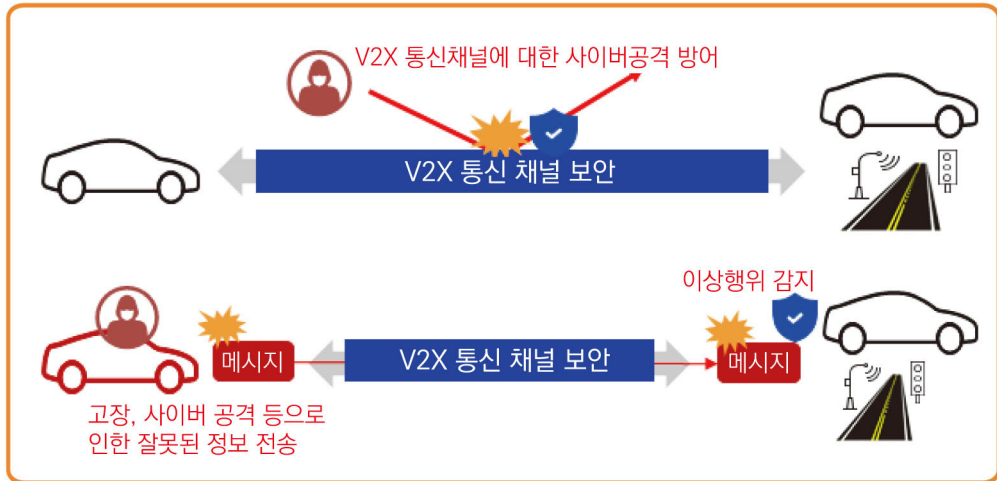 V2X 통신채널에 대한 사이버공격 방어
V2X 통신 채널 보안
이상행위 감지
메시지
V2X 통신 채널 보안
메시지
고장, 사이버 공격 등으로
인한 잘못된 정보 전송